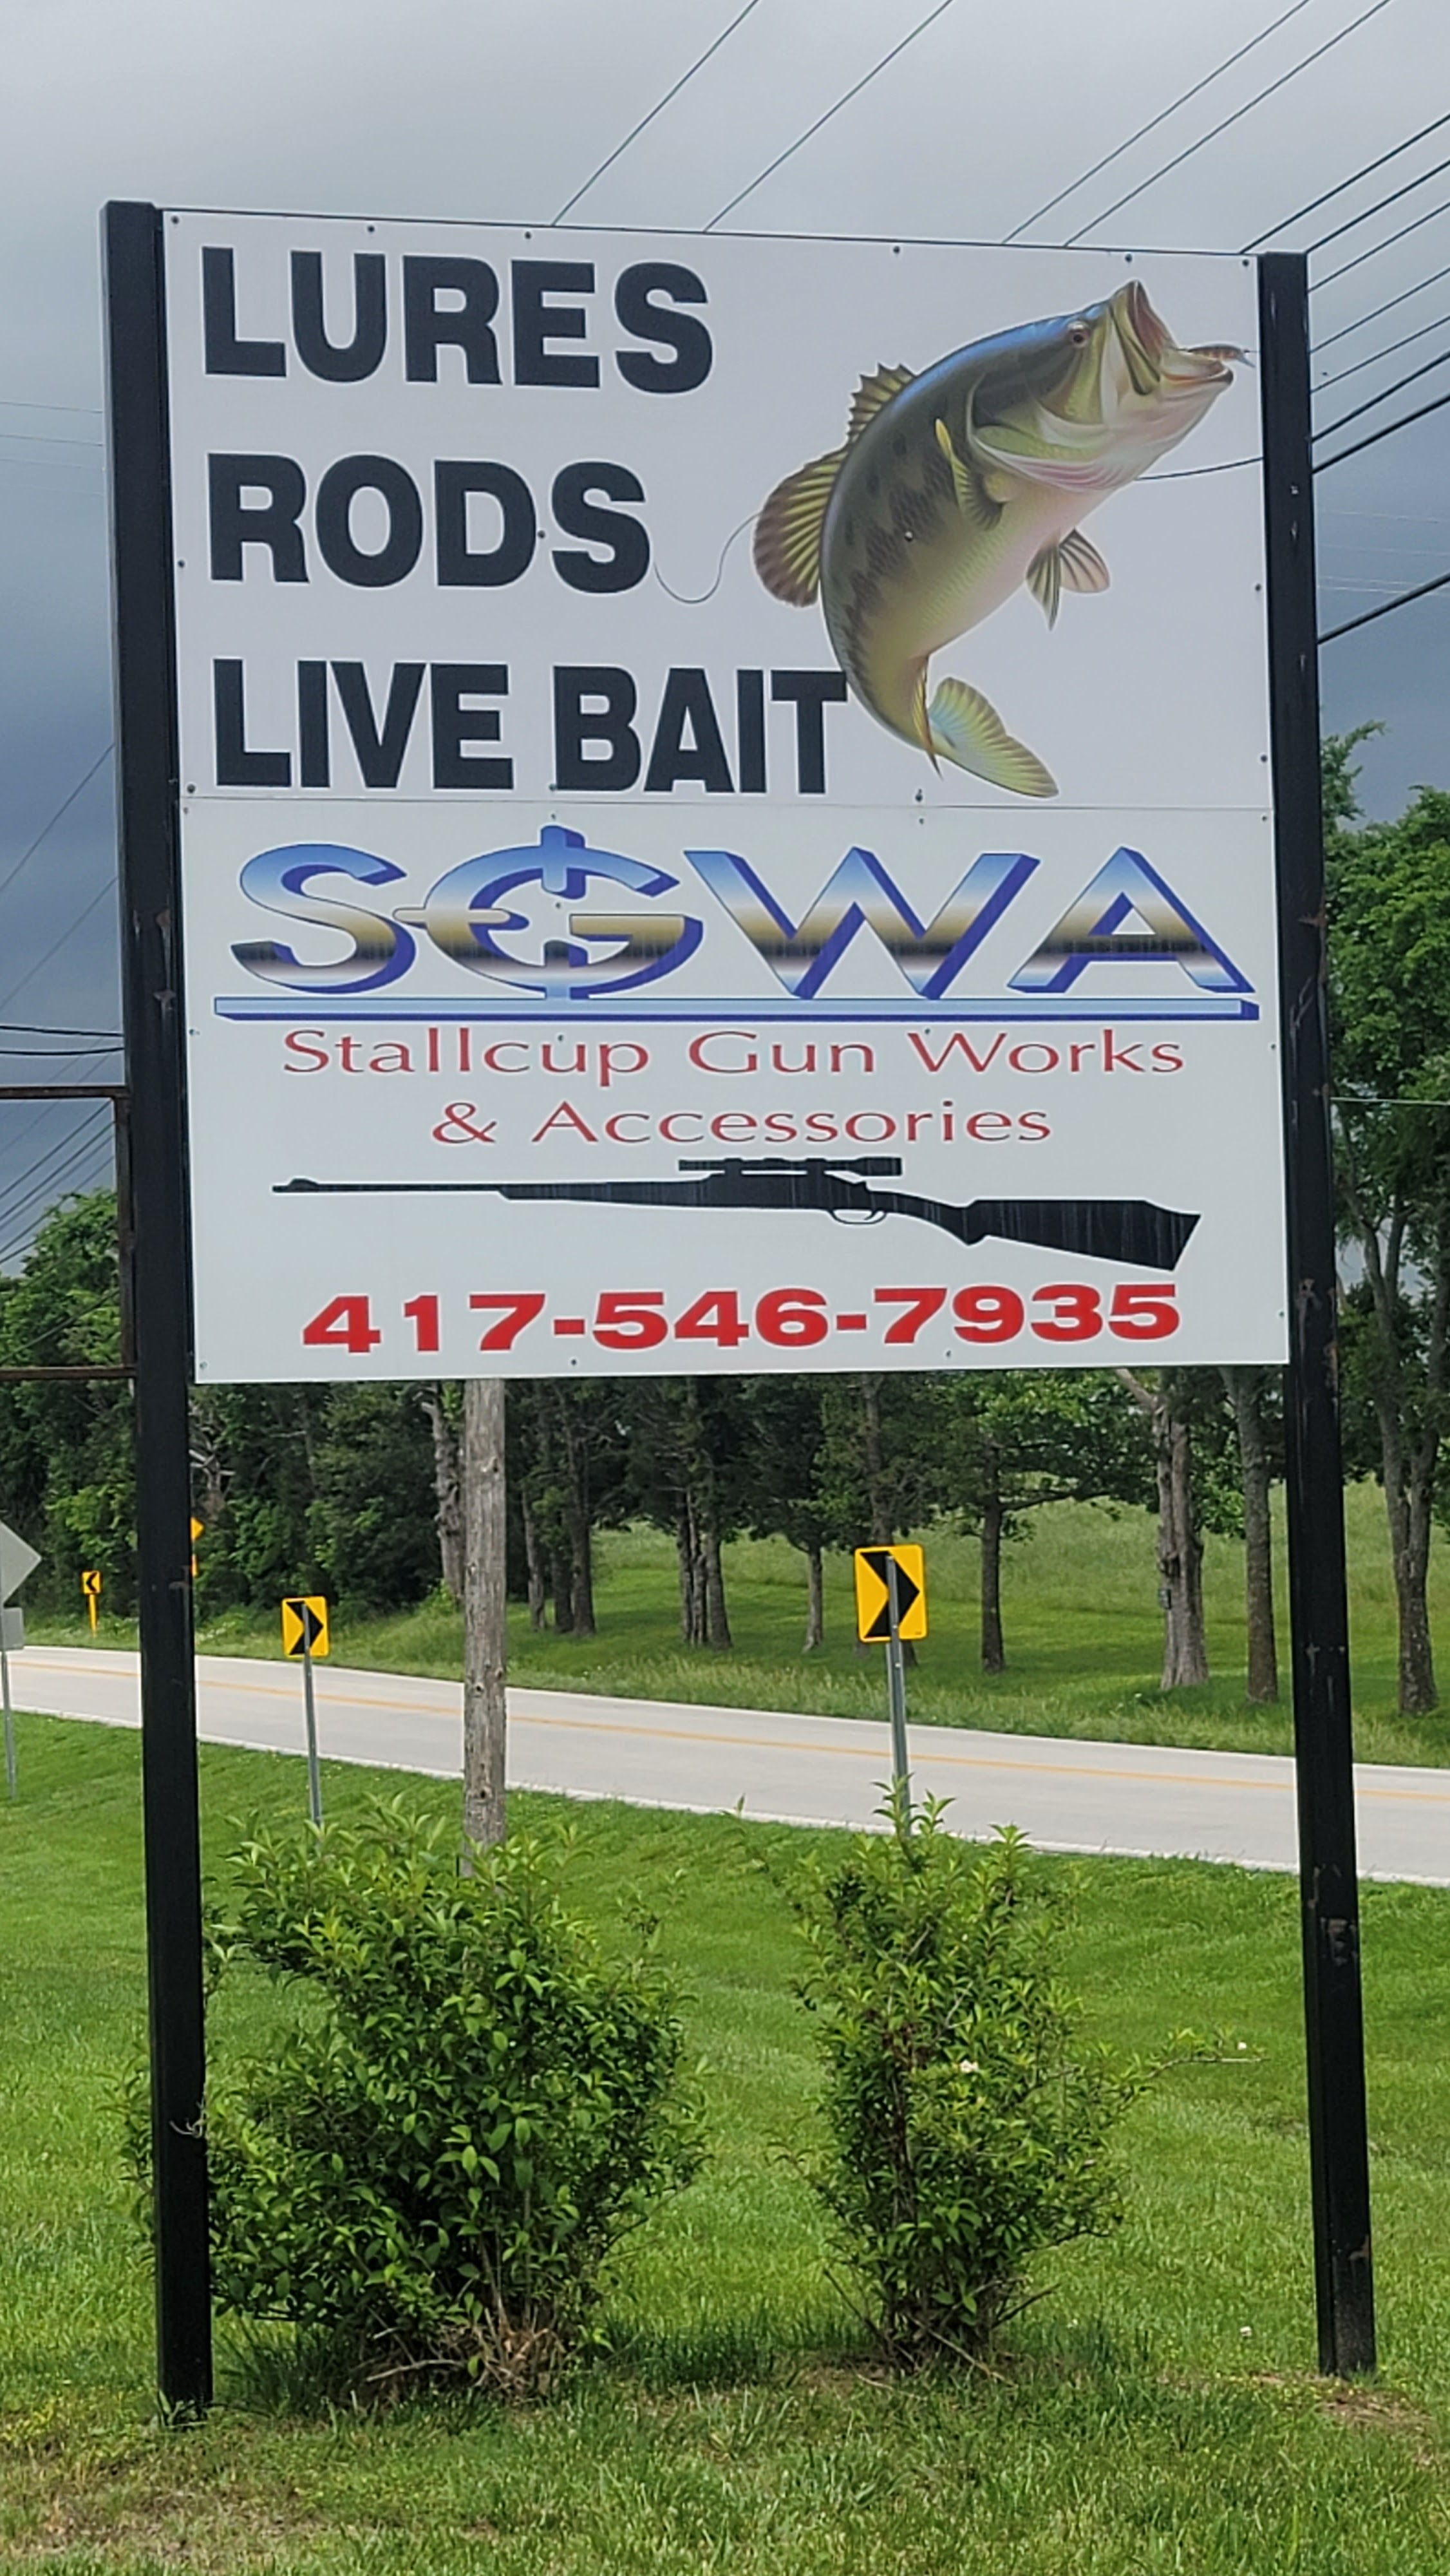 LURES
RODS
LIVE BAIT
SGWA
Stallcup Gun Works
& Accessories
417-546-7935